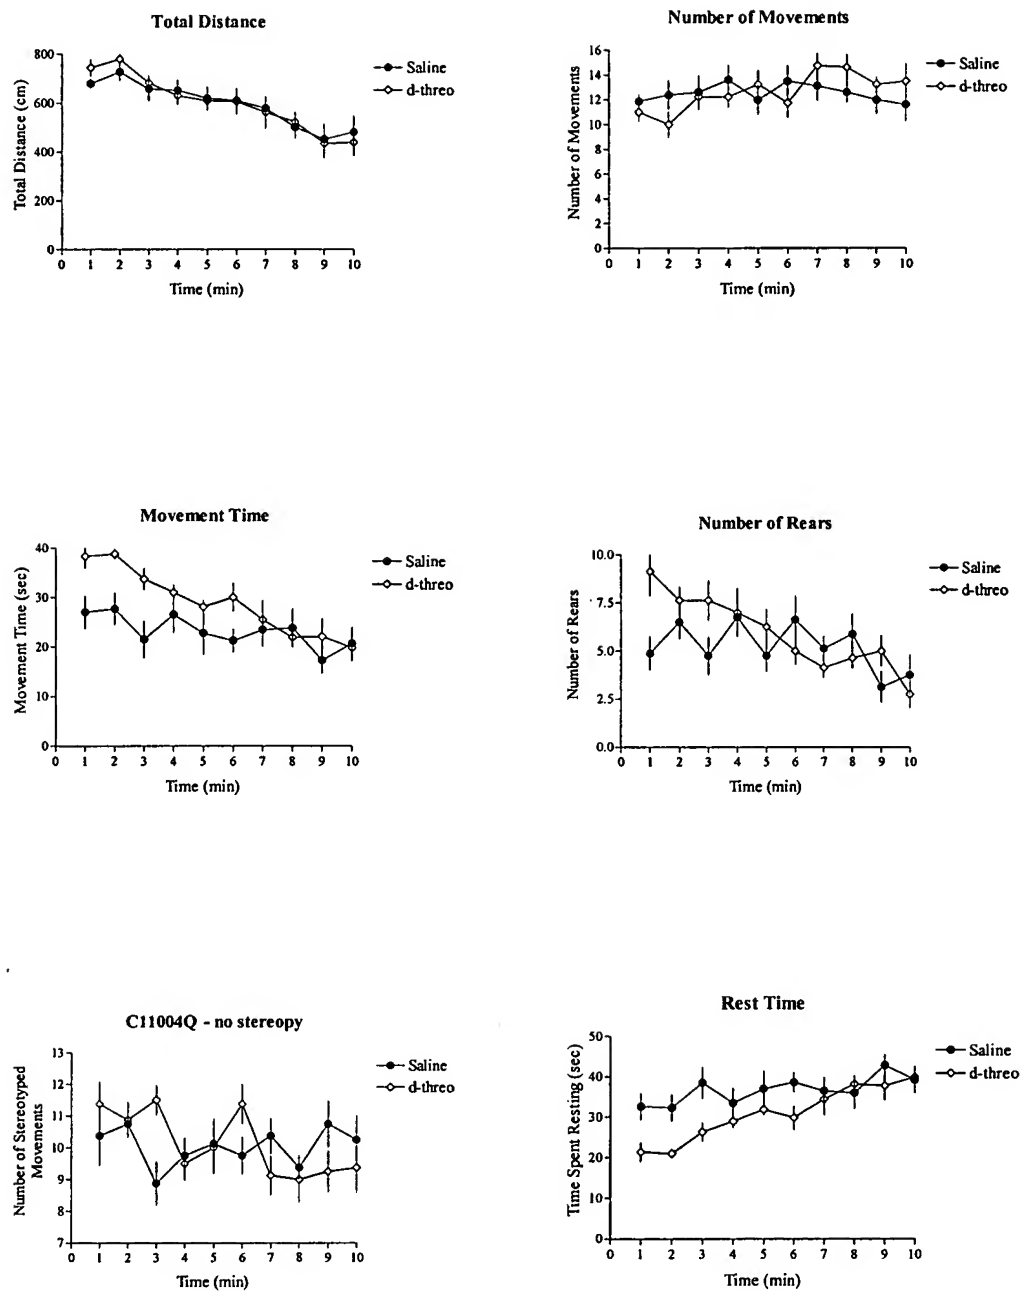 Total Distance
800
600
400
200
0
Total Distance (cm)
0 1 2 3 4 5 6 7 8 9 10
Time (min)
Saline
d-threo
Number of Movements
16
14
12
10
8
6
4
2
0
Number of Movements
0 1 2 3 4 5 6 7 8 9 10
Time (min)
Saline
d-threo
Movement Time
40
30
20
10
0
Movement Time (sec)
0 1 2 3 4 5 6 7 8 9 10
Time (min)
Saline
d-threo
Number of Rears
10.0
7.5
5.0
2.5
0.0
Number of Rears
0 1 2 3 4 5 6 7 8 9 10
Time (min)
Saline
d-threo
C11004Q - no stereopy
13
12
11
10
9
8
7
Number of Stereotyped
Movements
0 1 2 3 4 5 6 7 8 9 10
Time (min)
Saline
d-threo
Rest Time
50
40
30
20
10
0
Time Spent Resting (sec)
0 1 2 3 4 5 6 7 8 9 10
Time (min)
Saline
d-threo